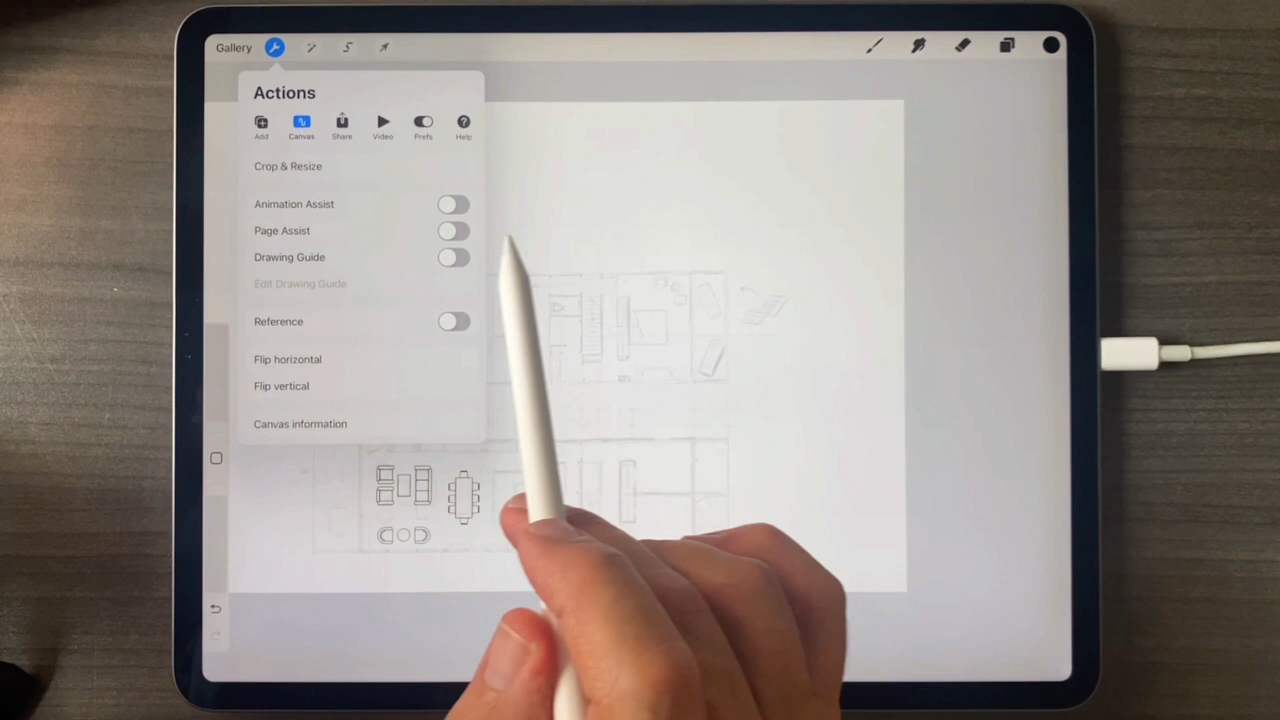 Gallery
Actions
Add Canvas Share Video Prefs Help
Crop & Resize
Animation Assist
Page Assist
Drawing Guide
Edit Drawing Guide
Reference
Flip horizontal
Flip vertical
Canvas information